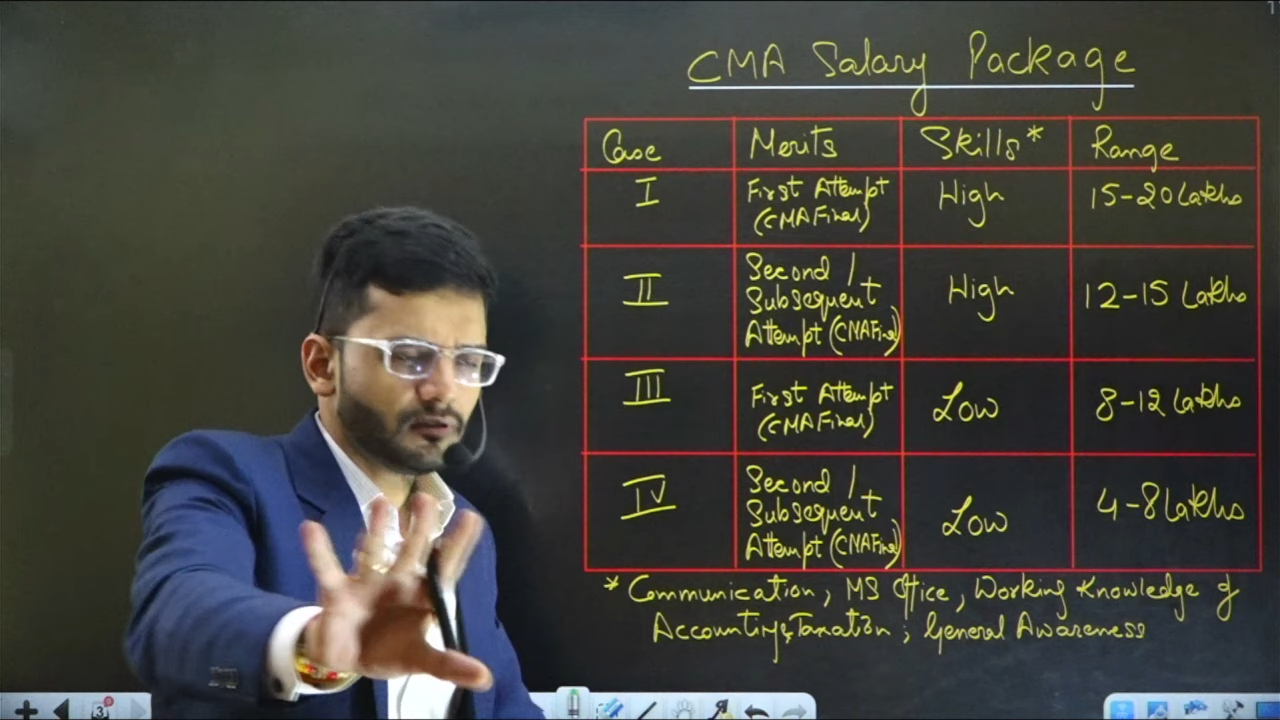 CMA Salary Package
Case Merits Skills* Range
I First Attempt (CMA Final) High 15-20 Lakhs
II Second / Subsequent Attempt (CMA Final) High 12-15 Lakhs
III First Attempt (CMA Final) Low 8-12 Lakhs
IV Second / Subsequent Attempt (CMA Final) Low 4-8 Lakhs
* Communication, MS Office, Working Knowledge of
Accounting & Taxation, General Awareness
3